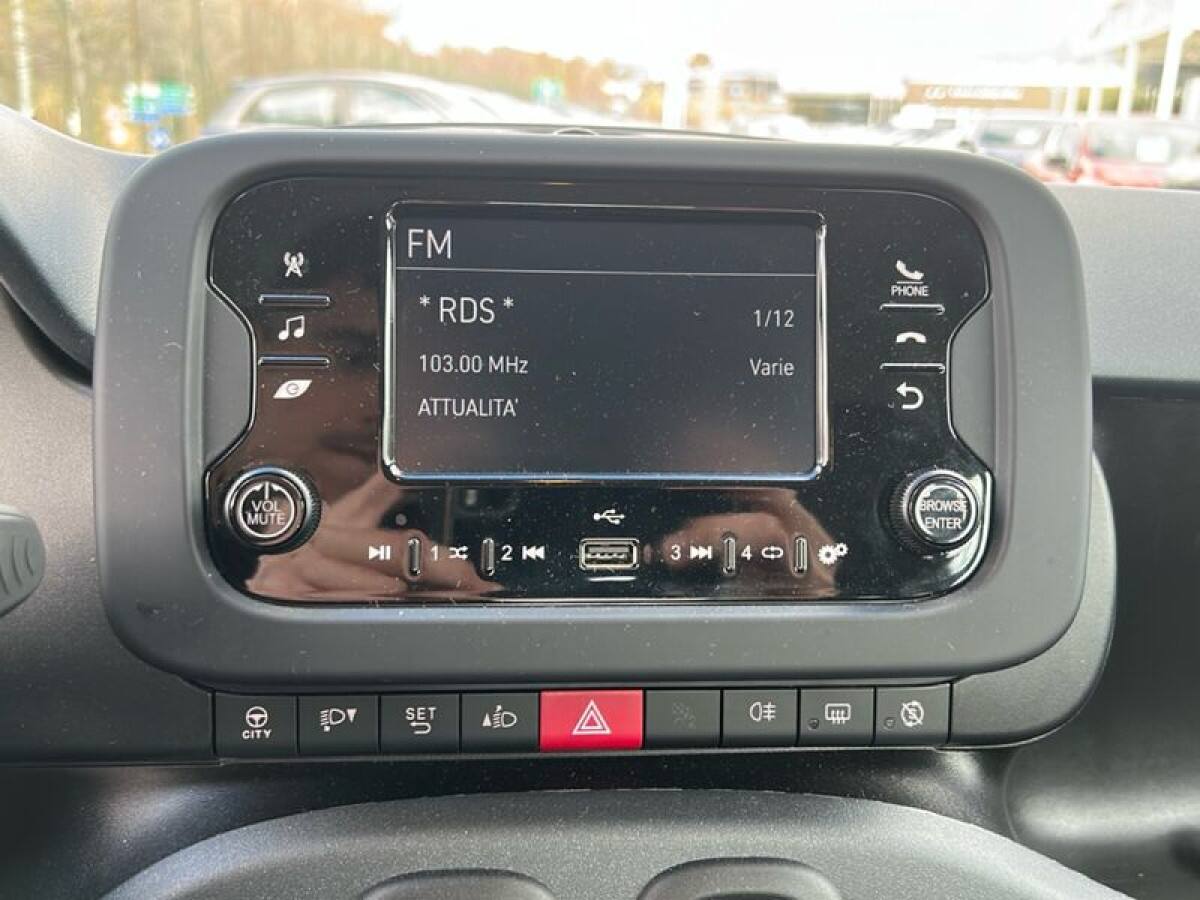 FM
* RDS *
1/12
103.00 MHz
Varie
ATTUALITA'
PHONE
VOL
MUTE
BROWSE
ENTER
1
2
3
4
CITY
SET